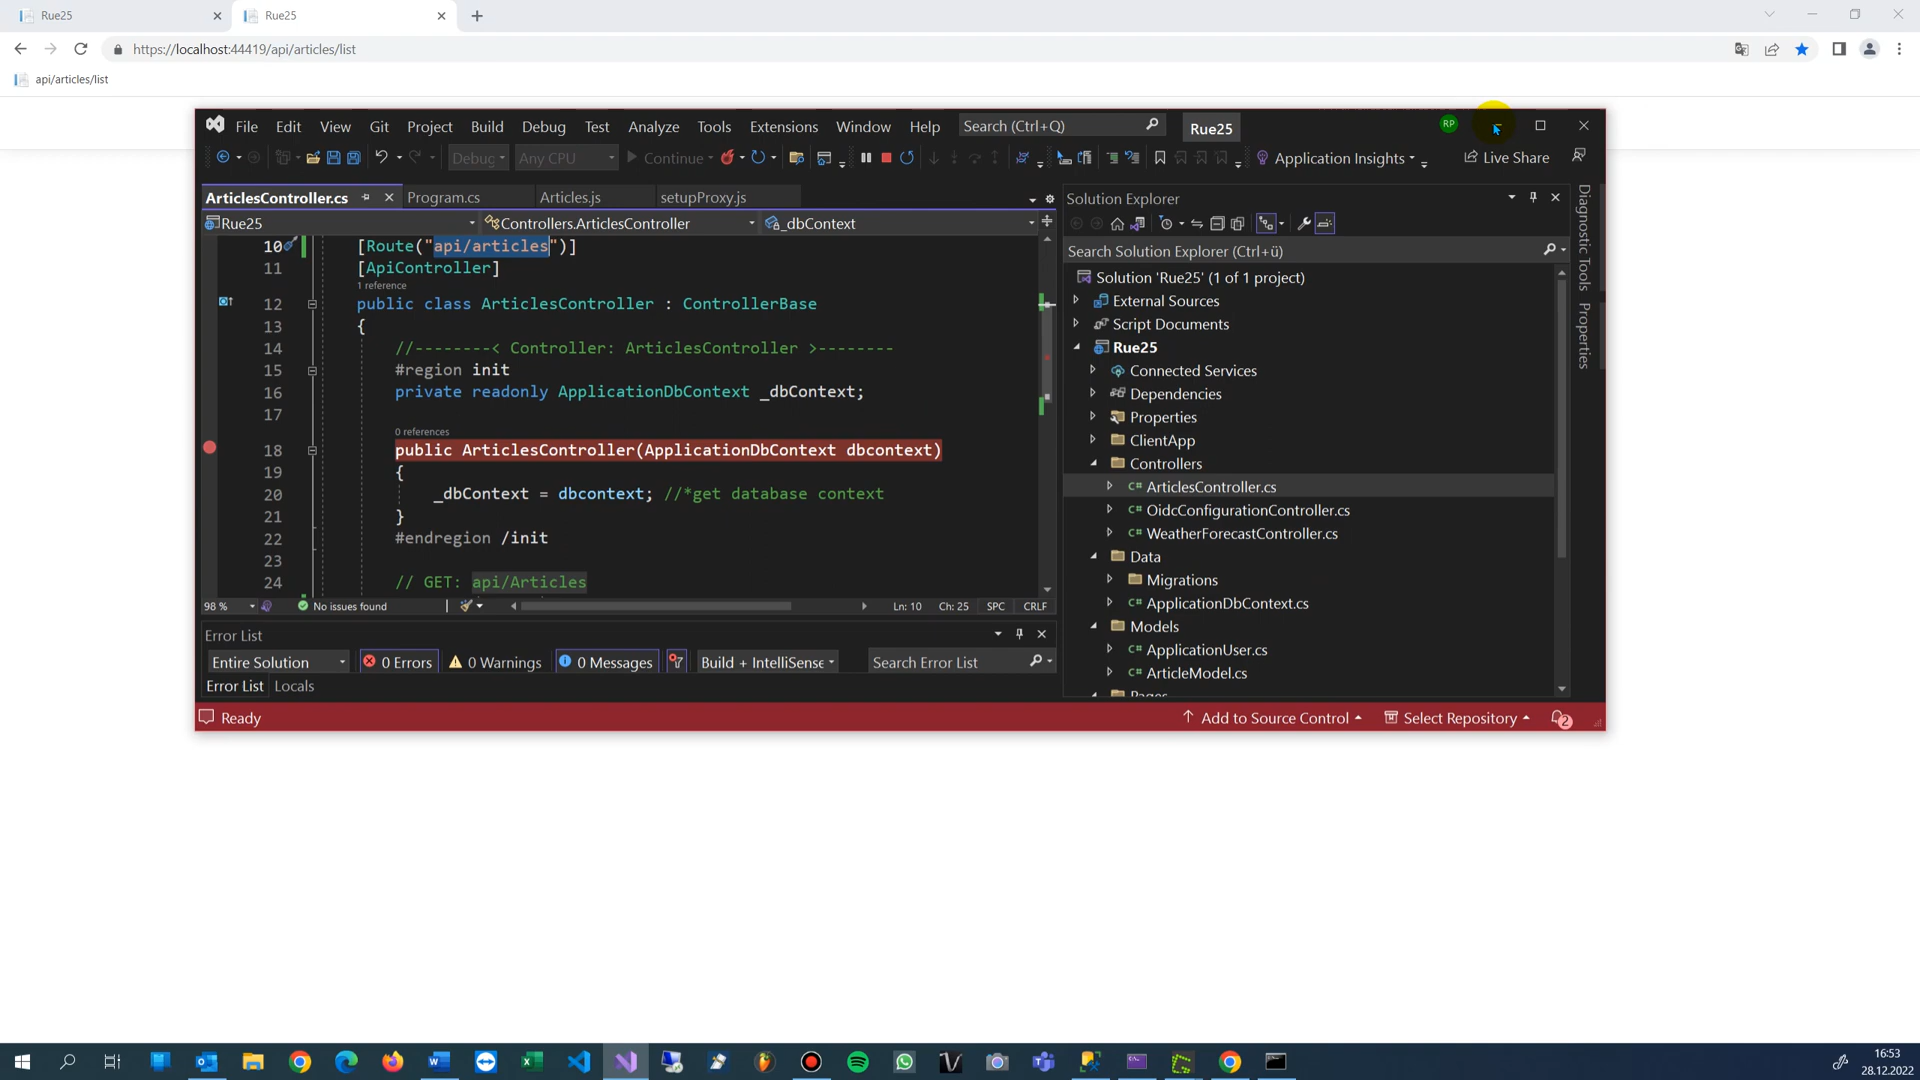 Rue25
Rue25
https://localhost:44419/api/articles/list
api/articles/list
File Edit View Git Project Build Debug Test Analyze Tools Extensions Window Help Search (Ctrl+Q) Rue25 RP
Debug Any CPU Continue Application Insights Live Share
ArticlesController.cs Program.cs Articles.js setupProxy.js
Rue25 Controllers.ArticlesController _dbContext
10 [Route("api/articles")]
11 [ApiController]
1 reference
12 public class ArticlesController : ControllerBase
13 {
14 //--------< Controller: ArticlesController >--------
15 #region init
16 private readonly ApplicationDbContext _dbContext;
17
0 references
18 public ArticlesController(ApplicationDbContext dbcontext)
19 {
20 _dbContext = dbcontext; //*get database context
21 }
22 #endregion /init
23
24 // GET: api/Articles
98 % No issues found Ln: 10 Ch: 25 SPC CRLF
Error List
Entire Solution 0 Errors 0 Warnings 0 Messages Build + IntelliSense Search Error List
Error List Locals
Solution Explorer
Search Solution Explorer (Ctrl+ü)
Solution 'Rue25' (1 of 1 project)
External Sources
Script Documents
Rue25
Connected Services
Dependencies
Properties
ClientApp
Controllers
C# ArticlesController.cs
C# OidcConfigurationController.cs
C# WeatherForecastController.cs
Data
Migrations
C# ApplicationDbContext.cs
Models
C# ApplicationUser.cs
C# ArticleModel.cs
Pages
Diagnostic Tools
Properties
Ready Add to Source Control Select Repository 2
16:53
28.12.2022